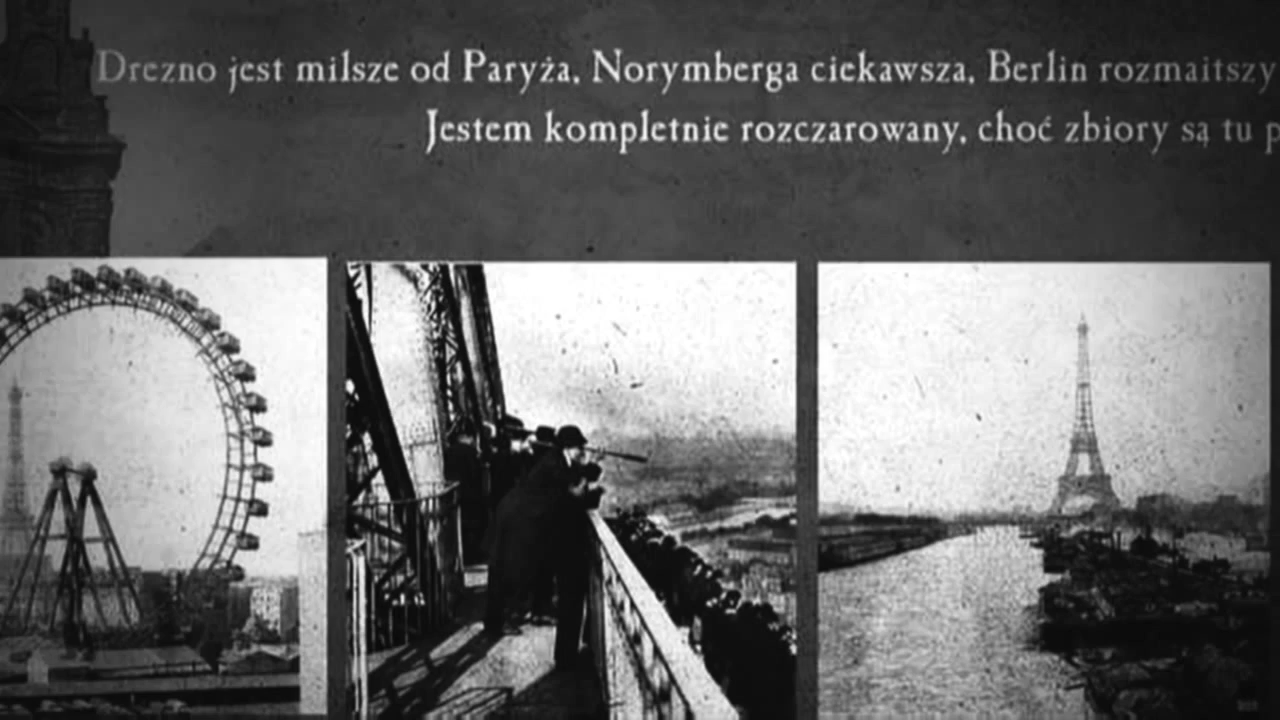 Drezno jest milsze od Paryża, Norymberga ciekawsza, Berlin rozmaitszy
Jestem kompletnie rozczarowany, choć zbiory są tu